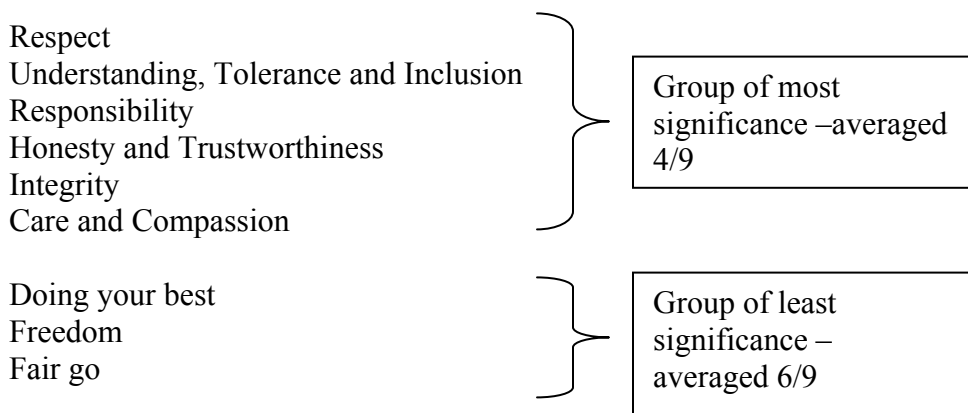 Respect
Understanding, Tolerance and Inclusion
Responsibility
Honesty and Trustworthiness
Integrity
Care and Compassion
Group of most
significance –averaged
4/9
Doing your best
Freedom
Fair go
Group of least
significance –
averaged 6/9